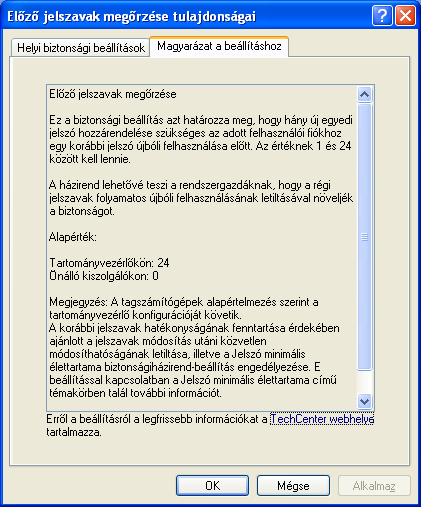 Előző jelszavak megőrzése tulajdonságai
Helyi biztonsági beállítások
Magyarázat a beállításhoz
Előző jelszavak megőrzése
Ez a biztonsági beállítás azt határozza meg, hogy hány új egyedi
jelszó hozzárendelése szükséges az adott felhasználói fiókhoz
egy korábbi jelszó újbóli felhasználása előtt. Az értéknek 1 és 24
között kell lennie.
A házirend lehetővé teszi a rendszergazdáknak, hogy a régi
jelszavak folyamatos újbóli felhasználásának letiltásával növeljék
a biztonságot.
Alapérték:
Tartományvezérlőkön: 24
Önálló kiszolgálókon: 0
Megjegyzés: A tagszámítógépek alapértelmezés szerint a
tartományvezérlő konfigurációját követik.
A korábbi jelszavak hatékonyságának fenntartása érdekében
ajánlott a jelszavak módosítás utáni közvetlen
módosíthatóságának letiltása, illetve a Jelszó minimális
élettartama biztonságiházirend-beállítás engedélyezése. E
beállítással kapcsolatban a Jelszó minimális élettartama című
témakörben talál további információt.
Erről a beállításról a legfrissebb információkat a TechCenter webhelye
tartalmazza.
OK
Mégse
Alkalmaz